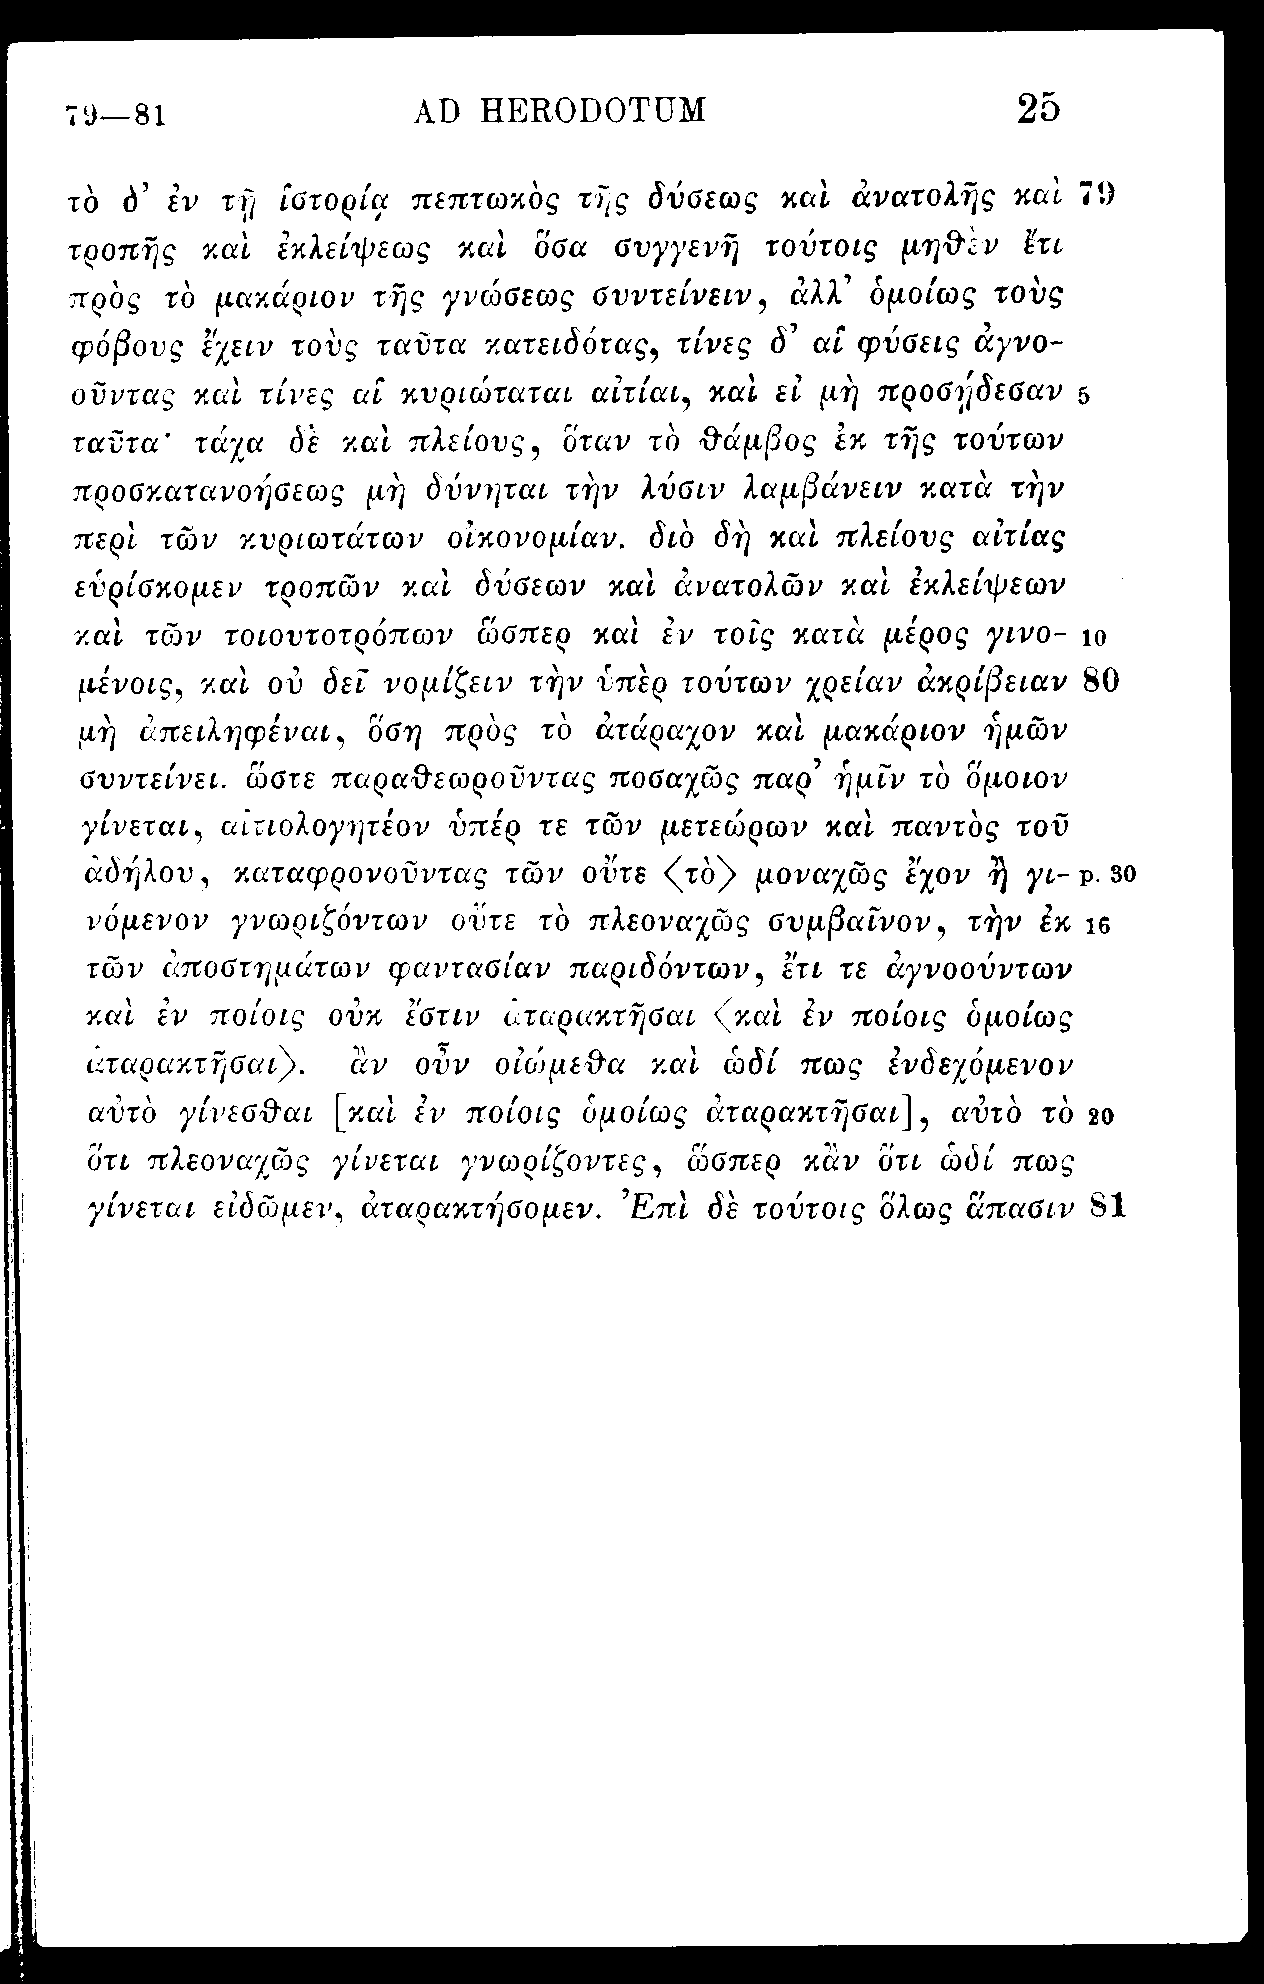 79—81 AD HERODOTUM 25
τὸ δ’ ἐν τῇ ἱστορίᾳ πεπτωκὸς τῆς δύσεως καὶ ἀνατολῆς καὶ 79
τροπῆς καὶ ἐκλείψεως καὶ ὅσα συγγενῆ τούτοις μηθὲν ἔτι
πρὸς τὸ μακάριον τῆς γνώσεως συντείνειν, ἀλλ’ ὁμοίως τοὺς
φόβους ἔχειν τοὺς ταῦτα κατειδότας, τίνες δ’ αἱ φύσεις ἀγνο-
οῦντας καὶ τίνες αἱ κυριώταται αἰτίαι, καὶ εἰ μὴ προσῄδεσαν 5
ταῦτα· τάχα δὲ καὶ πλείους, ὅταν τὸ θάμβος ἐκ τῆς τούτων
προσκατανοήσεως μὴ δύνηται τὴν λύσιν λαμβάνειν κατὰ τὴν
περὶ τῶν κυριωτάτων οἰκονομίαν. διὸ δὴ καὶ πλείους αἰτίας
εὑρίσκομεν τροπῶν καὶ δύσεων καὶ ἀνατολῶν καὶ ἐκλείψεων
καὶ τῶν τοιουτοτρόπων ὥσπερ καὶ ἐν τοῖς κατὰ μέρος γινο- 10
μένοις, καὶ οὐ δεῖ νομίζειν τὴν ὑπὲρ τούτων χρείαν ἀκρίβειαν 80
μὴ ἀπειληφέναι, ὅση πρὸς τὸ ἀτάραχον καὶ μακάριον ἡμῶν
συντείνει. ὥστε παραθεωροῦντας ποσαχῶς παρ’ ἡμῖν τὸ ὅμοιον
γίνεται, αἰτιολογητέον ὑπέρ τε τῶν μετεώρων καὶ παντὸς τοῦ
ἀδήλου, καταφρονοῦντας τῶν οὔτε ⟨τὸ⟩ μοναχῶς ἔχον ἢ γι- p. 30
νόμενον γνωριζόντων οὔτε τὸ πλεοναχῶς συμβαῖνον, τὴν ἐκ 16
τῶν ἀποστημάτων φαντασίαν παριδόντων, ἔτι τε ἀγνοούντων
καὶ ἐν ποίοις οὐκ ἔστιν ἀταρακτῆσαι ⟨καὶ ἐν ποίοις ὁμοίως
ἀταρακτῆσαι⟩. ἂν οὖν οἰώμεθα καὶ ὡδί πως ἐνδεχόμενον
αὐτὸ γίνεσθαι [καὶ ἐν ποίοις ὁμοίως ἀταρακτῆσαι], αὐτὸ τὸ 20
ὅτι πλεοναχῶς γίνεται γνωρίζοντες, ὥσπερ κἂν ὅτι ὡδί πως
γίνεται εἰδῶμεν, ἀταρακτήσομεν. Ἐπὶ δὲ τούτοις ὅλως ἅπασιν 81